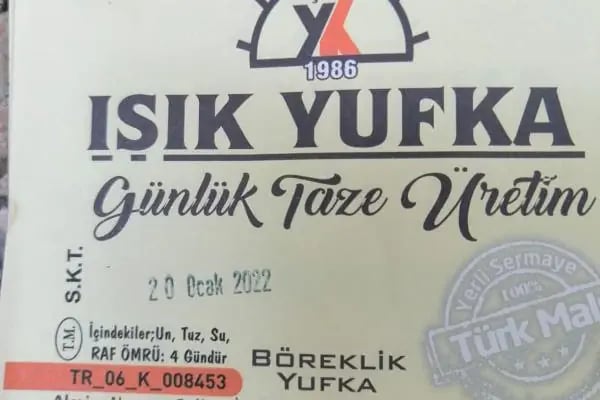 YK
1986
IŞIK YUFKA
Günlük Taze Üretim
S.K.T.
20 Ocak 2022
T.M.
İçindekiler;Un, Tuz, Su,
RAF ÖMRÜ: 4 Gündür
TR_06_K_008453
BÖREKLİK
YUFKA
Yerli Sermaye
100%
Türk Malı